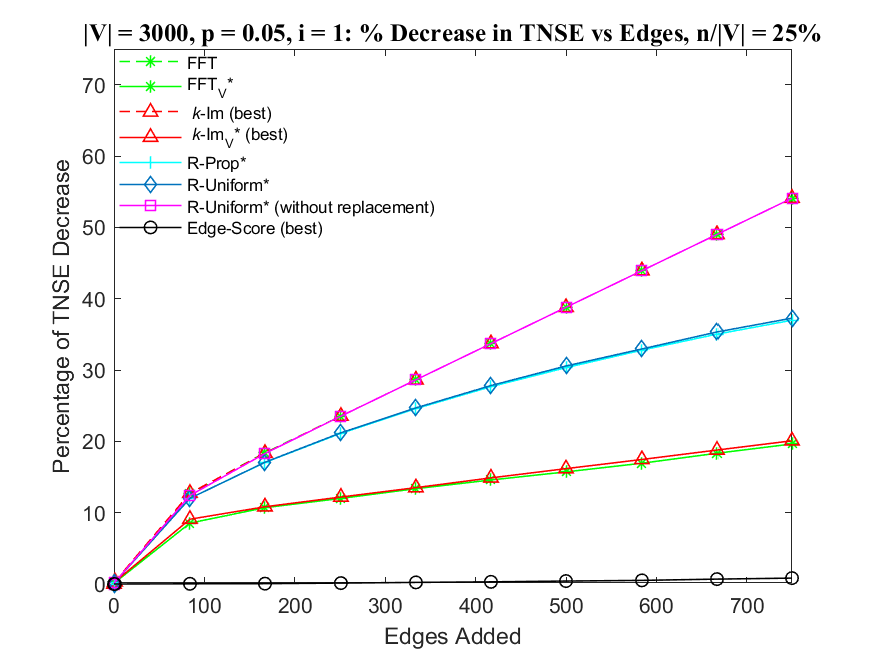 |V| = 3000, p = 0.05, i = 1: % Decrease in TNSE vs Edges, n/|V| = 25%
FFT
FFT_V*
k-Im (best)
k-Im_V* (best)
R-Prop*
R-Uniform*
R-Uniform* (without replacement)
Edge-Score (best)
Percentage of TNSE Decrease
70
60
50
40
30
20
10
0
0 100 200 300 400 500 600 700
Edges Added